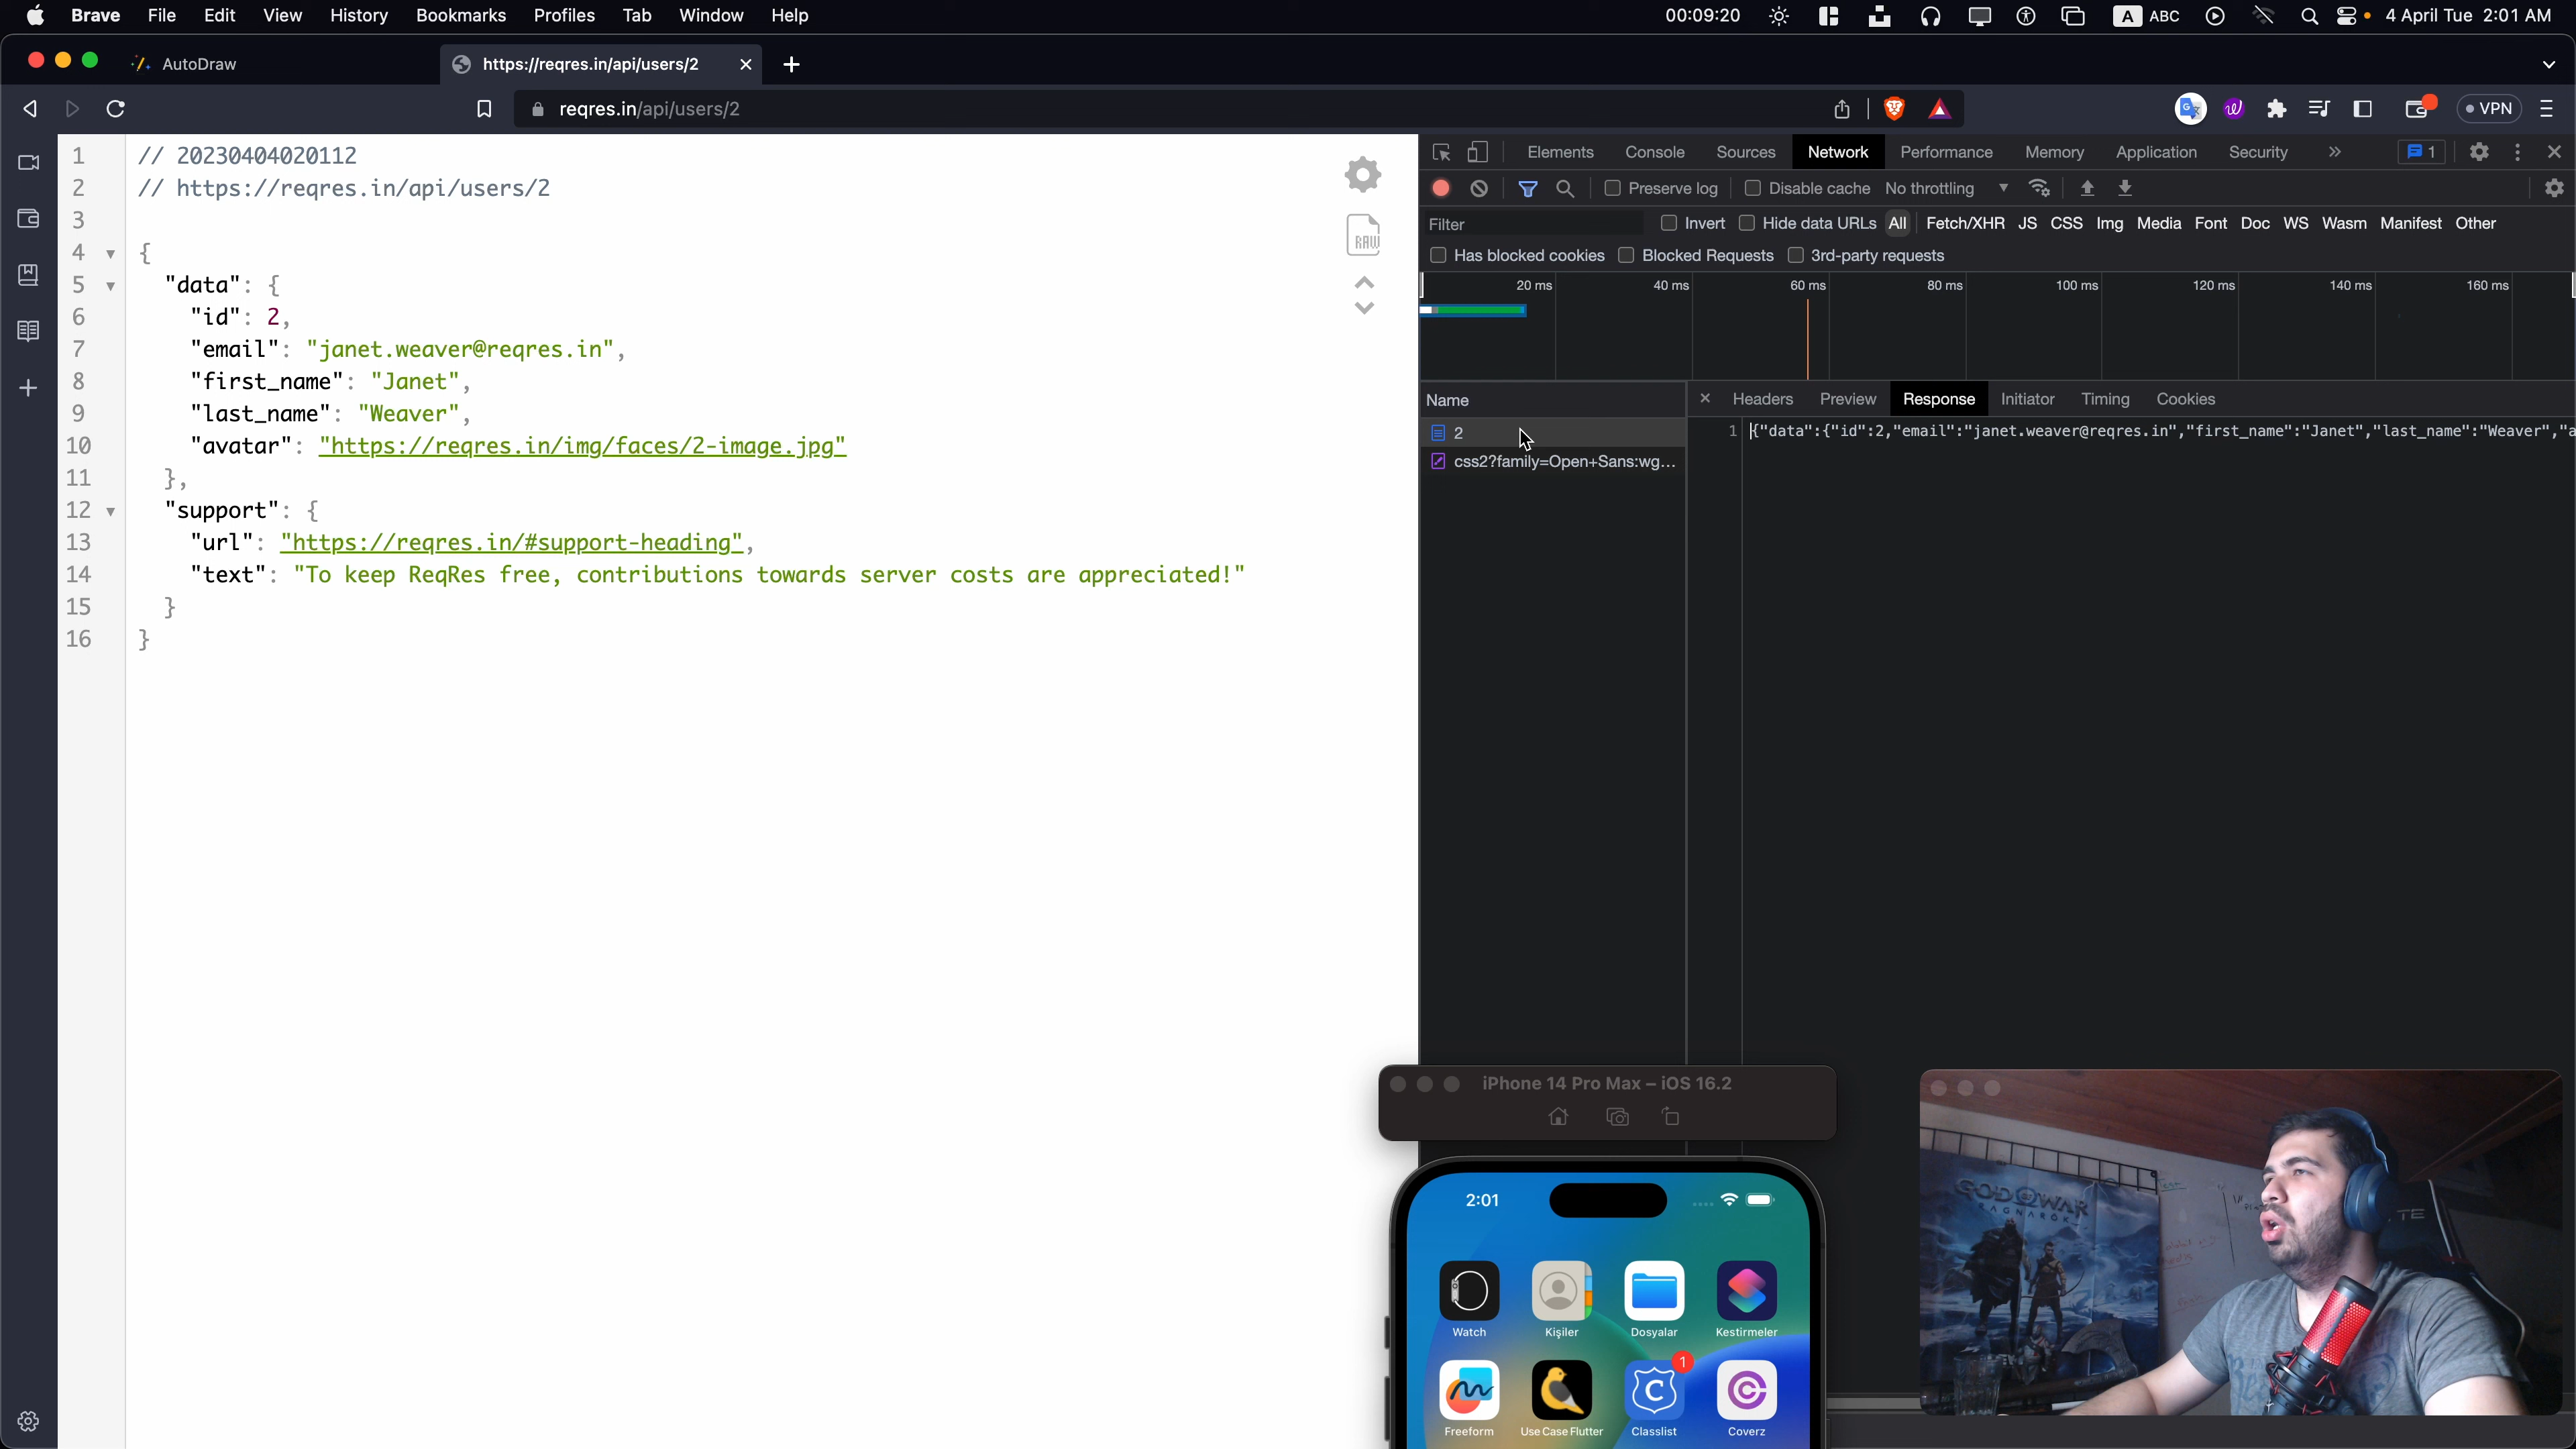 Brave File Edit View History Bookmarks Profiles Tab Window Help
00:09:20 A ABC 4 April Tue 2:01 AM
AutoDraw
https://reqres.in/api/users/2
reqres.in/api/users/2
VPN
1 // 20230404020112
2 // https://reqres.in/api/users/2
3
4 {
5 "data": {
6 "id": 2,
7 "email": "janet.weaver@reqres.in",
8 "first_name": "Janet",
9 "last_name": "Weaver",
10 "avatar": "https://reqres.in/img/faces/2-image.jpg"
11 },
12 "support": {
13 "url": "https://reqres.in/#support-heading",
14 "text": "To keep ReqRes free, contributions towards server costs are appreciated!"
15 }
16 }
RAW
Elements Console Sources Network Performance Memory Application Security » 1
Preserve log Disable cache No throttling
Filter Invert Hide data URLs All Fetch/XHR JS CSS Img Media Font Doc WS Wasm Manifest Other
Has blocked cookies Blocked Requests 3rd-party requests
20 ms 40 ms 60 ms 80 ms 100 ms 120 ms 140 ms 160 ms
Name
2
css2?family=Open+Sans:wg...
Headers Preview Response Initiator Timing Cookies
1 {"data":{"id":2,"email":"janet.weaver@reqres.in","first_name":"Janet","last_name":"Weaver","a
iPhone 14 Pro Max – iOS 16.2
2:01
Watch Kişiler Dosyalar Kestirmeler
1
Freeform Use Case Flutter Classlist Coverz
GOD OF WAR
RAGNARÖK